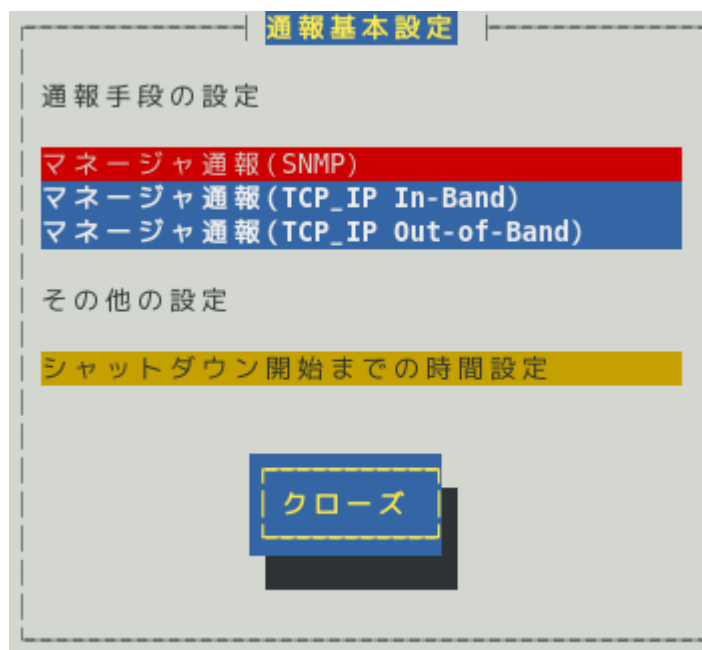 通報基本設定
通報手段の設定
マネージャ通報(SNMP)
マネージャ通報(TCP_IP In-Band)
マネージャ通報(TCP_IP Out-of-Band)
その他の設定
シャットダウン開始までの時間設定
クローズ